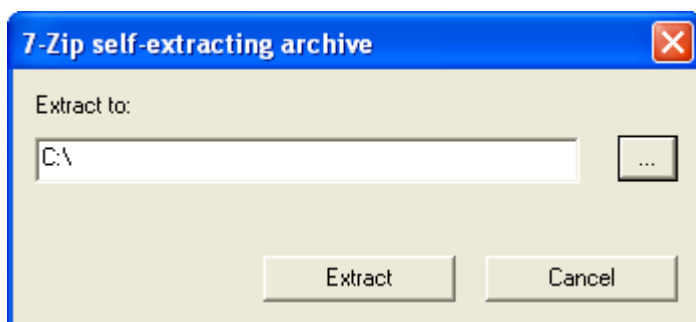 7-Zip self-extracting archive
Extract to:
C:\
...
Extract Cancel